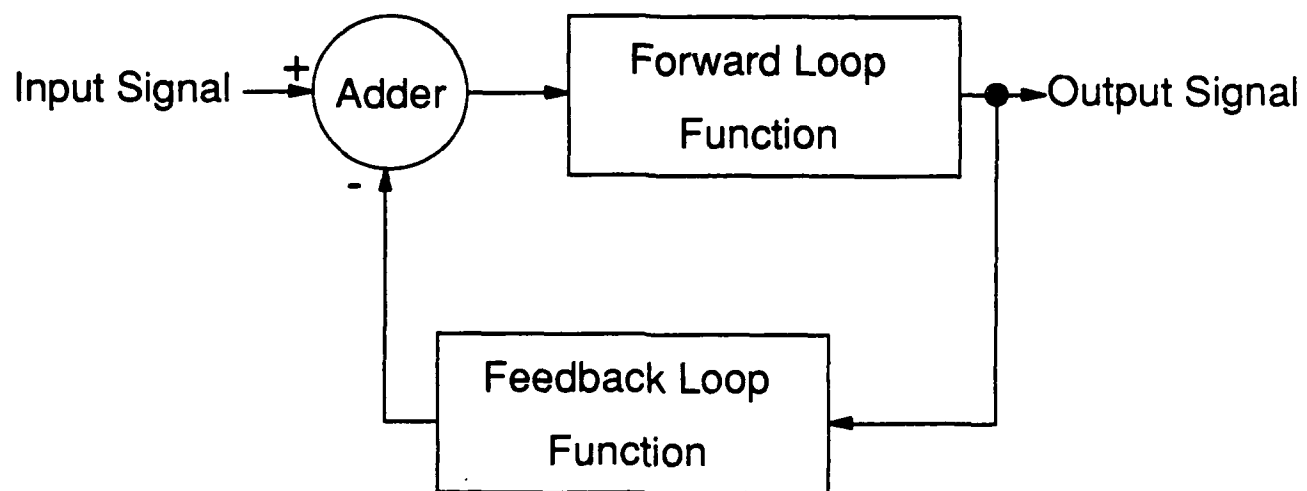 Input Signal
+
Adder
Forward Loop
Function
Output Signal
-
Feedback Loop
Function